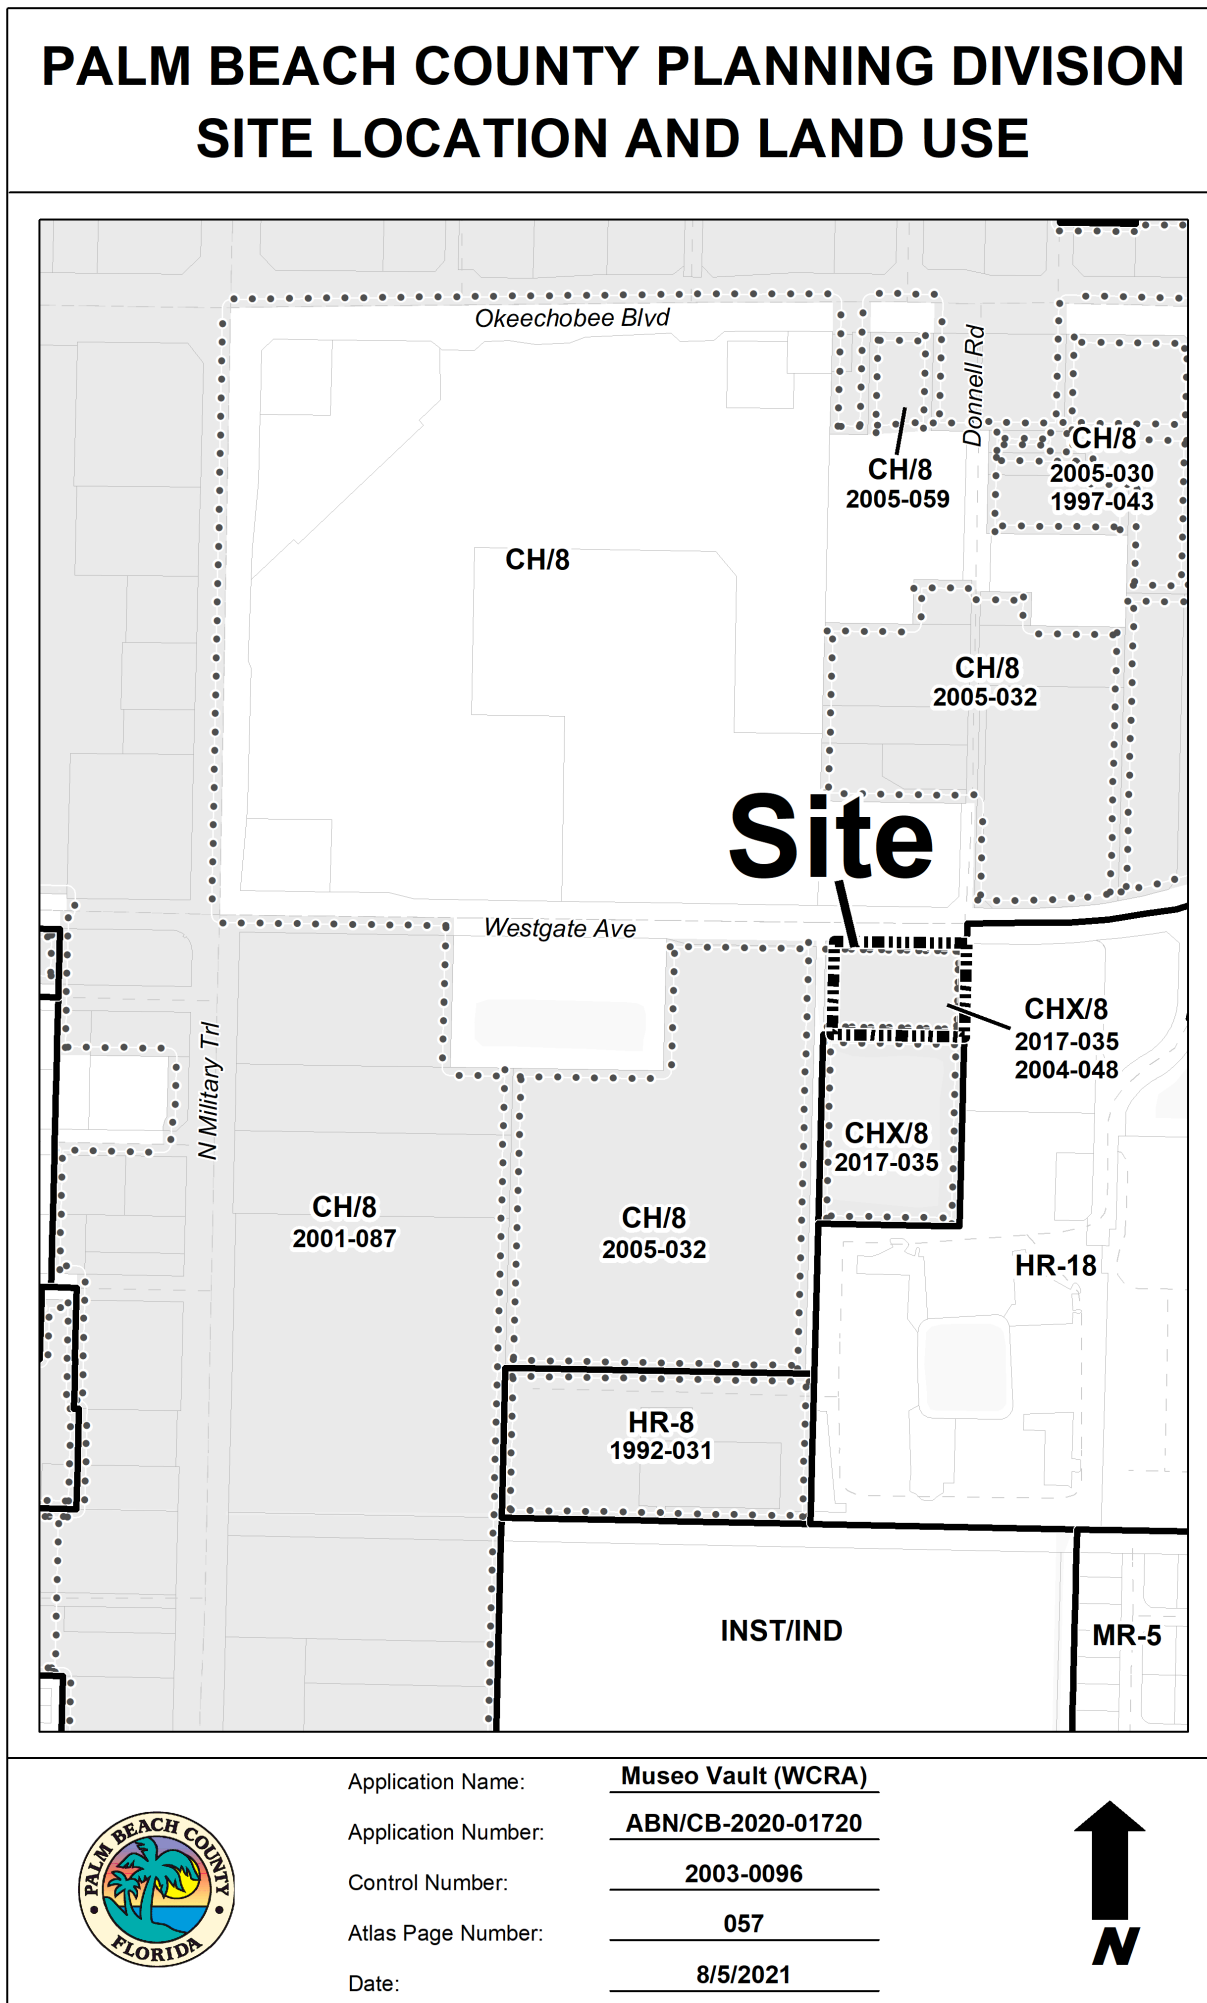 PALM BEACH COUNTY PLANNING DIVISION
SITE LOCATION AND LAND USE
Okeechobee Blvd
Donnell Rd
CH/8
2005-059
CH/8
2005-030
1997-043
CH/8
CH/8
2005-032
Site
Westgate Ave
N Military Trl
CHX/8
2017-035
2004-048
CHX/8
2017-035
CH/8
2001-087
CH/8
2005-032
HR-18
HR-8
1992-031
INST/IND
MR-5
Application Name: Museo Vault (WCRA)
Application Number: ABN/CB-2020-01720
Control Number: 2003-0096
Atlas Page Number: 057
Date: 8/5/2021
PALM BEACH COUNTY
FLORIDA
N